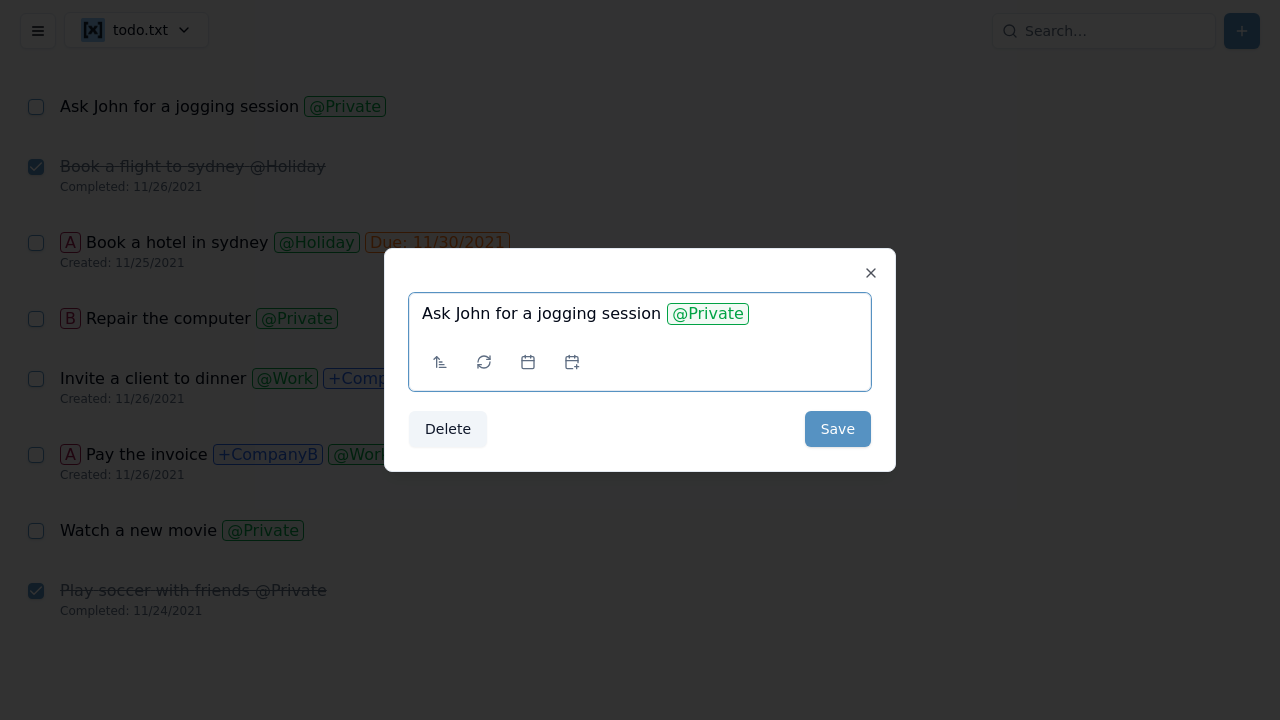 [x] todo.txt
Search...
Ask John for a jogging session @Private
Book a flight to sydney @Holiday
Completed: 11/26/2021
A Book a hotel in sydney @Holiday Due: 11/30/2021
Created: 11/25/2021
B Repair the computer @Private
Invite a client to dinner @Work
Created: 11/26/2021
A Pay the invoice +CompanyB
Created: 11/26/2021
Watch a new movie @Private
Play soccer with friends @Private
Completed: 11/24/2021
Ask John for a jogging session @Private
Delete
Save